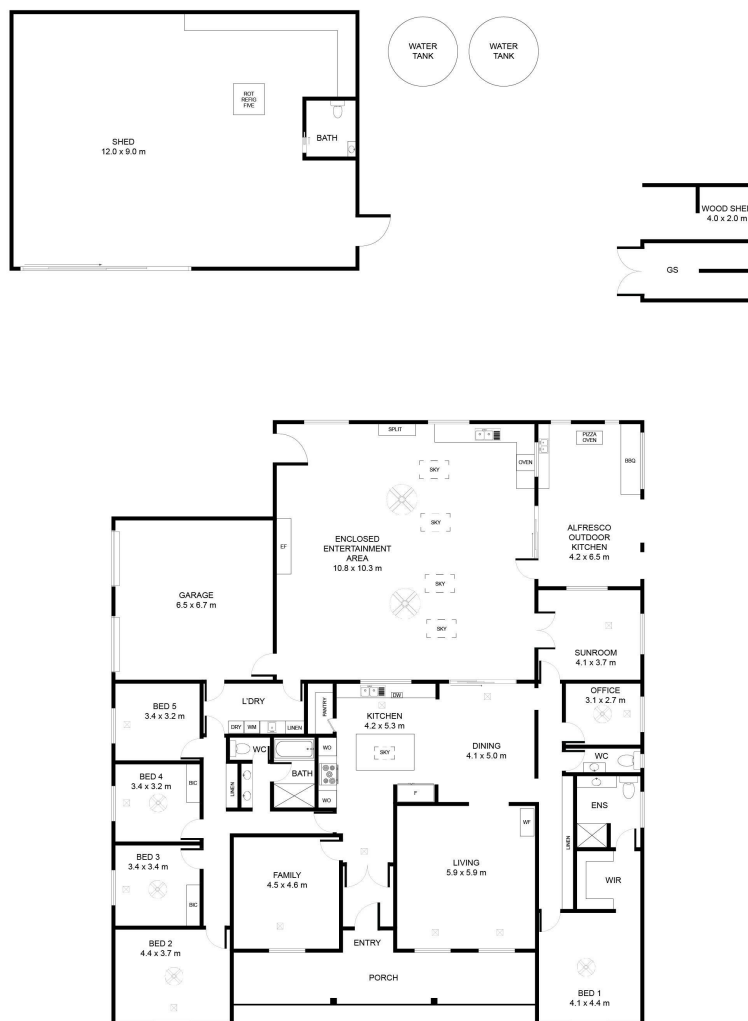 WATER
TANK
WATER
TANK
SHED
12.0 x 9.0 m
BATH
WOOD SHE
4.0 x 2.0 m
GS
SPLIT
PIZZA
OVEN
OVEN
BBQ
SKY
SKY
EF
ENCLOSED
ENTERTAINMENT
AREA
10.8 x 10.3 m
ALFRESCO
OUTDOOR
KITCHEN
4.2 x 6.5 m
SKY
SKY
GARAGE
6.5 x 6.7 m
SUNROOM
4.1 x 3.7 m
BED 5
3.4 x 3.2 m
L'DRY
DRY
WM
LINEN
PANTRY
DW
KITCHEN
4.2 x 5.3 m
SKY
DINING
4.1 x 5.0 m
OFFICE
3.1 x 2.7 m
WC
WO
WO
BATH
LINEN
WC
BED 4
3.4 x 3.2 m
BIC
F
ENS
LINEN
WF
BED 3
3.4 x 3.4 m
BIC
FAMILY
4.5 x 4.6 m
LIVING
5.9 x 5.9 m
WIR
BED 2
4.4 x 3.7 m
ENTRY
PORCH
BED 1
4.1 x 4.4 m